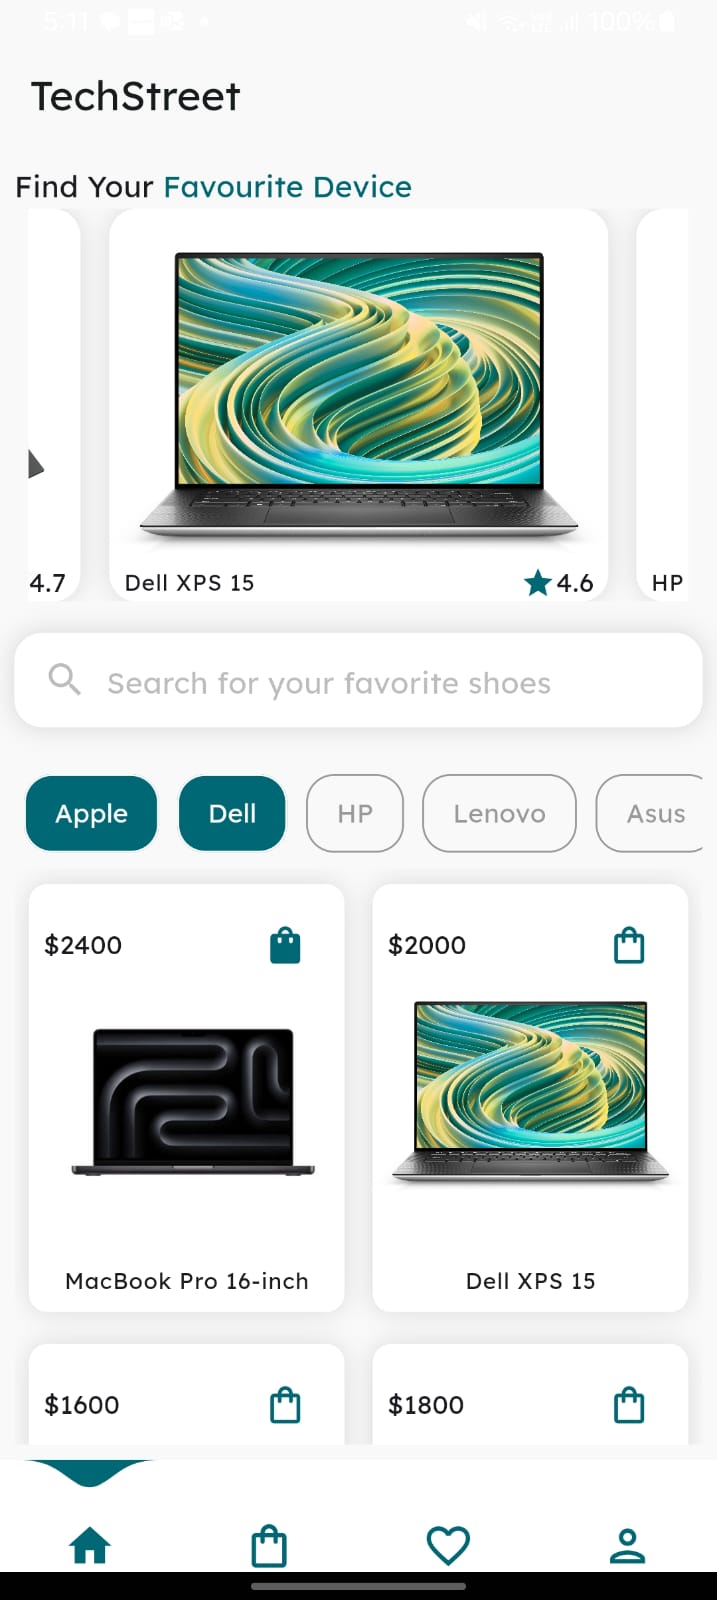 5:11 100%
TechStreet
Find Your Favourite Device
4.7 Dell XPS 15 4.6 HP
Search for your favorite shoes
Apple Dell HP Lenovo Asus
$2400 $2000
MacBook Pro 16-inch Dell XPS 15
$1600 $1800